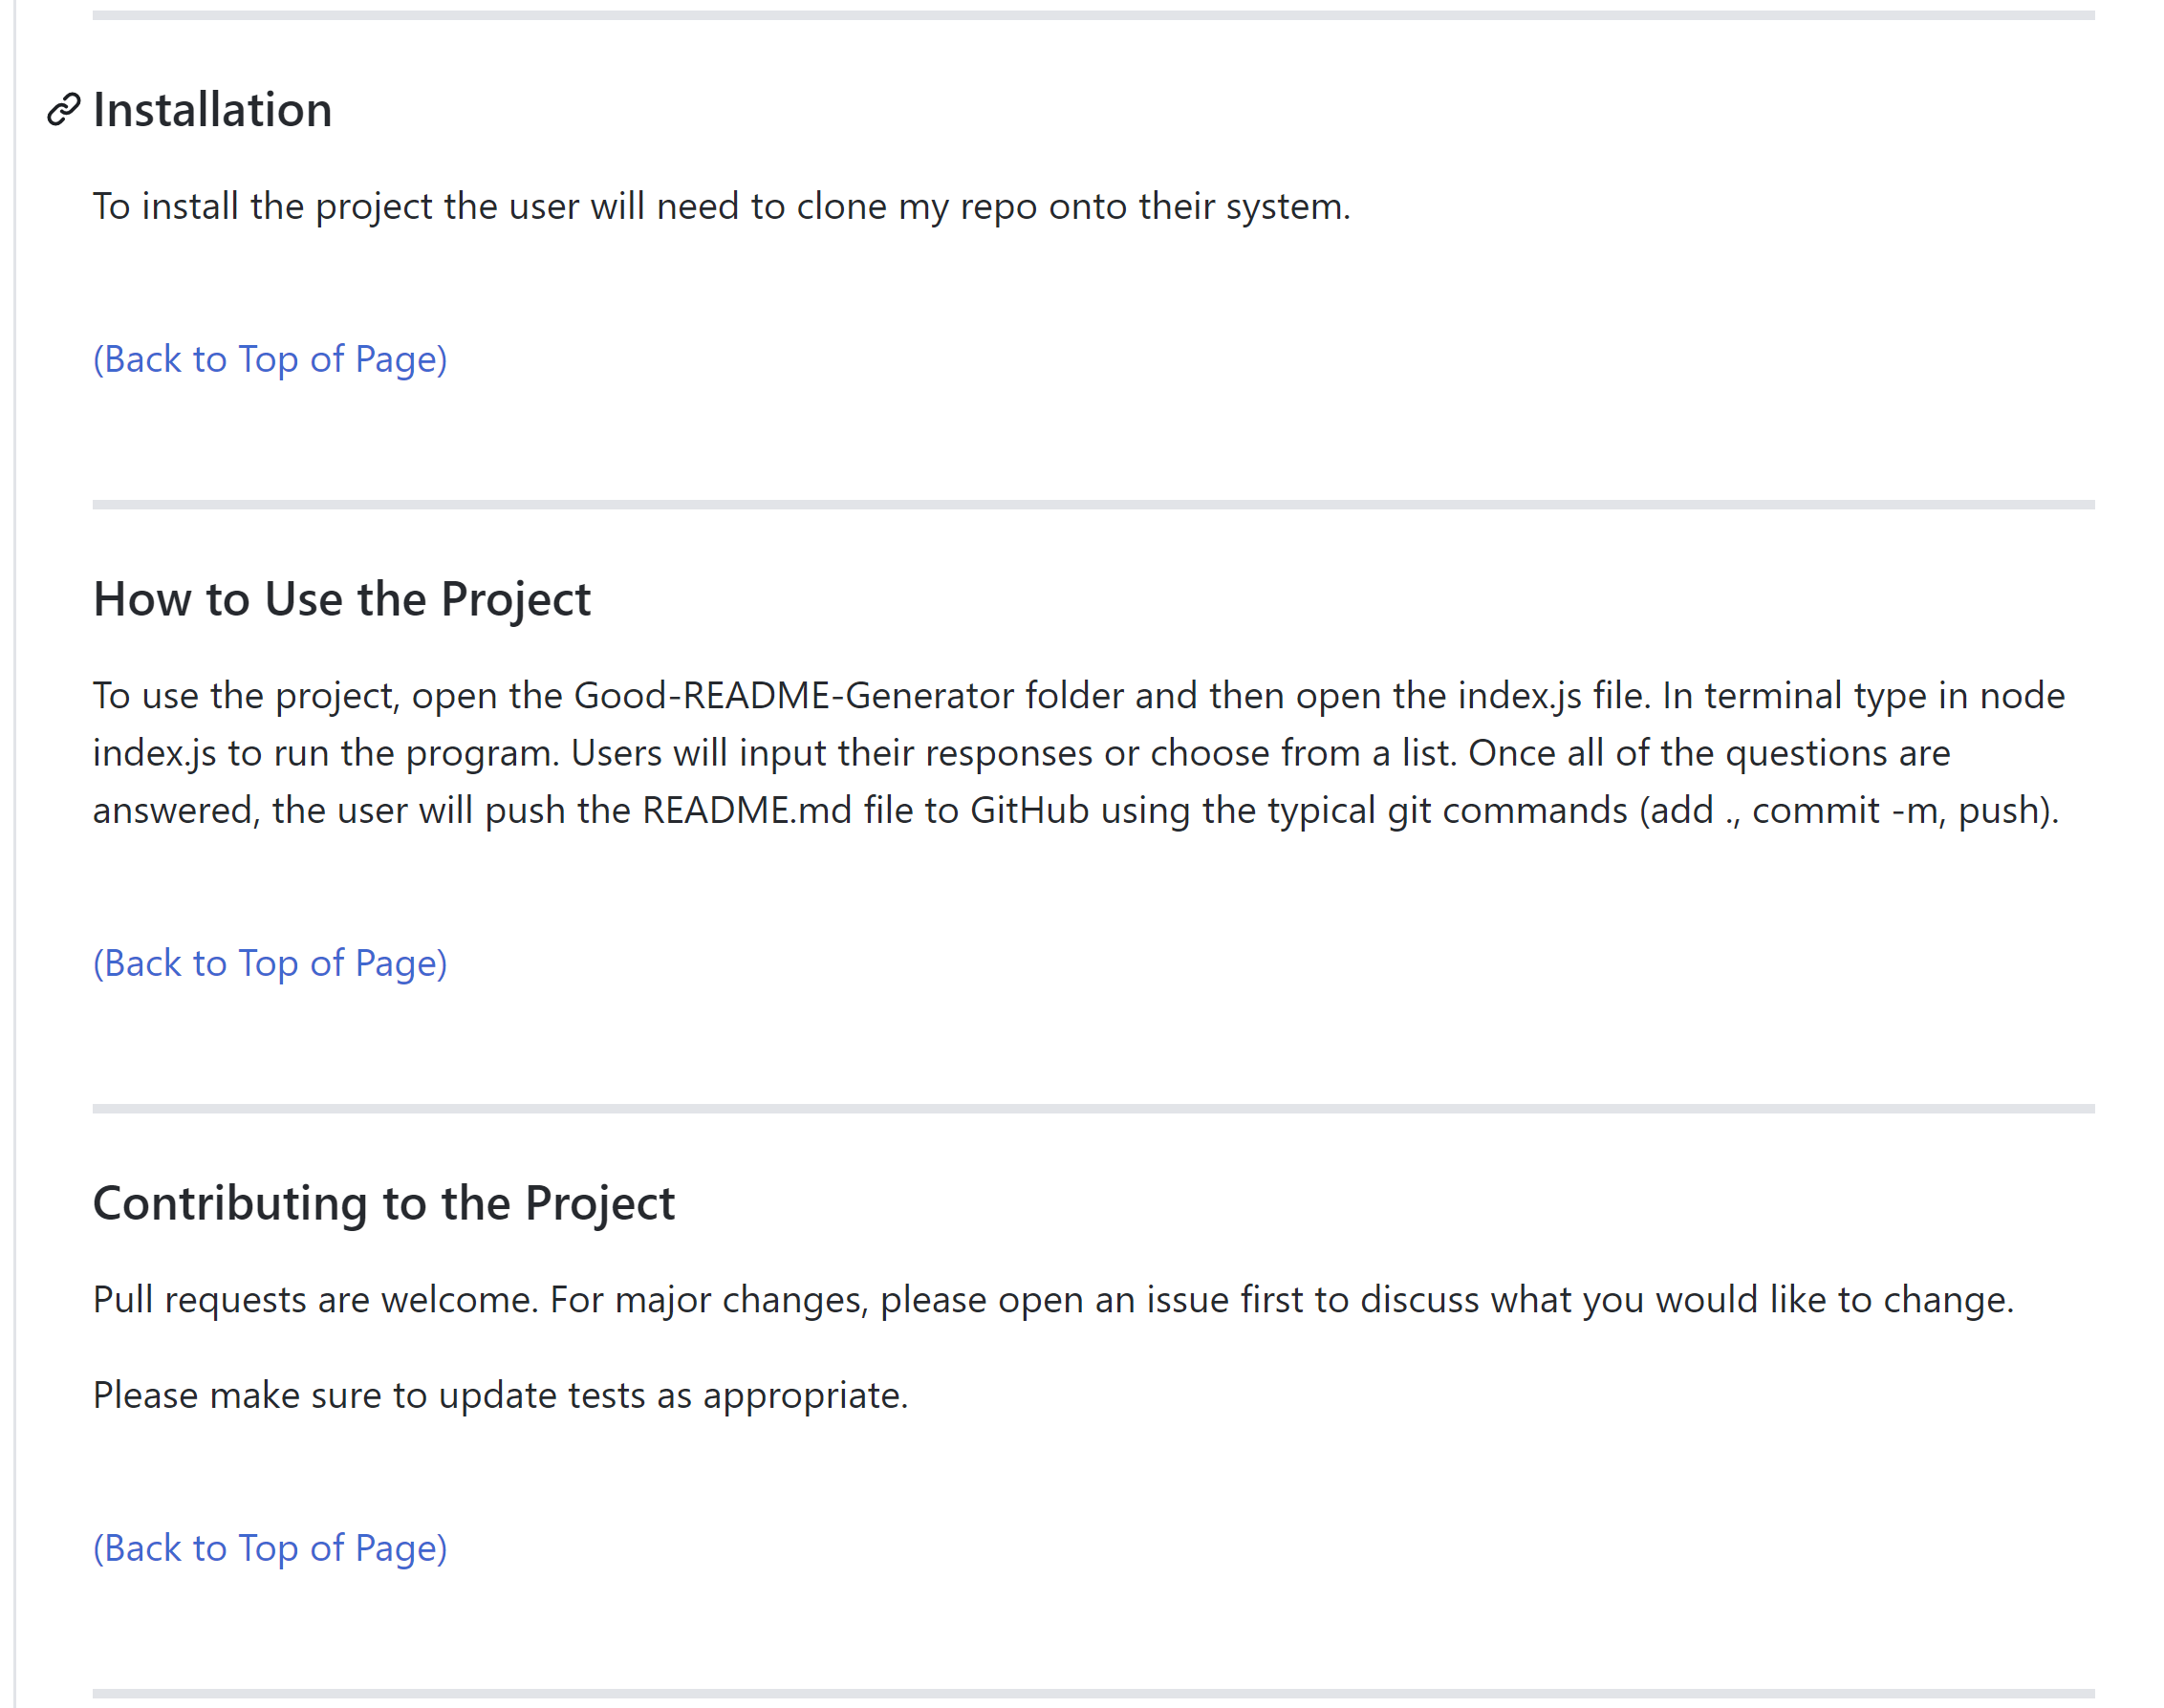 Installation
To install the project the user will need to clone my repo onto their system.
(Back to Top of Page)
How to Use the Project
To use the project, open the Good-README-Generator folder and then open the index.js file. In terminal type in node
index.js to run the program. Users will input their responses or choose from a list. Once all of the questions are
answered, the user will push the README.md file to GitHub using the typical git commands (add ., commit -m, push).
(Back to Top of Page)
Contributing to the Project
Pull requests are welcome. For major changes, please open an issue first to discuss what you would like to change.
Please make sure to update tests as appropriate.
(Back to Top of Page)